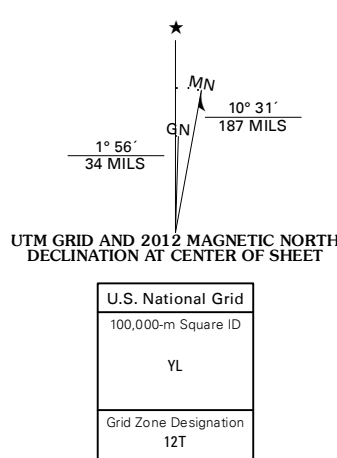 ★
MN
GN
10° 31´
187 MILS
1° 56´
34 MILS
UTM GRID AND 2012 MAGNETIC NORTH
DECLINATION AT CENTER OF SHEET
U.S. National Grid
100,000-m Square ID
YL
Grid Zone Designation
12T